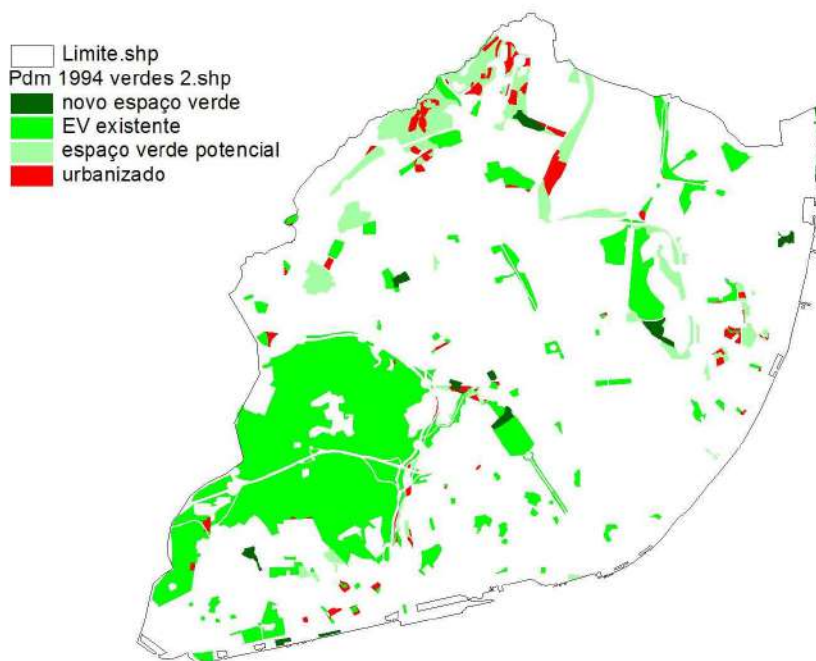 Limite.shp
Pdm 1994 verdes 2.shp
novo espaço verde
EV existente
espaço verde potencial
urbanizado